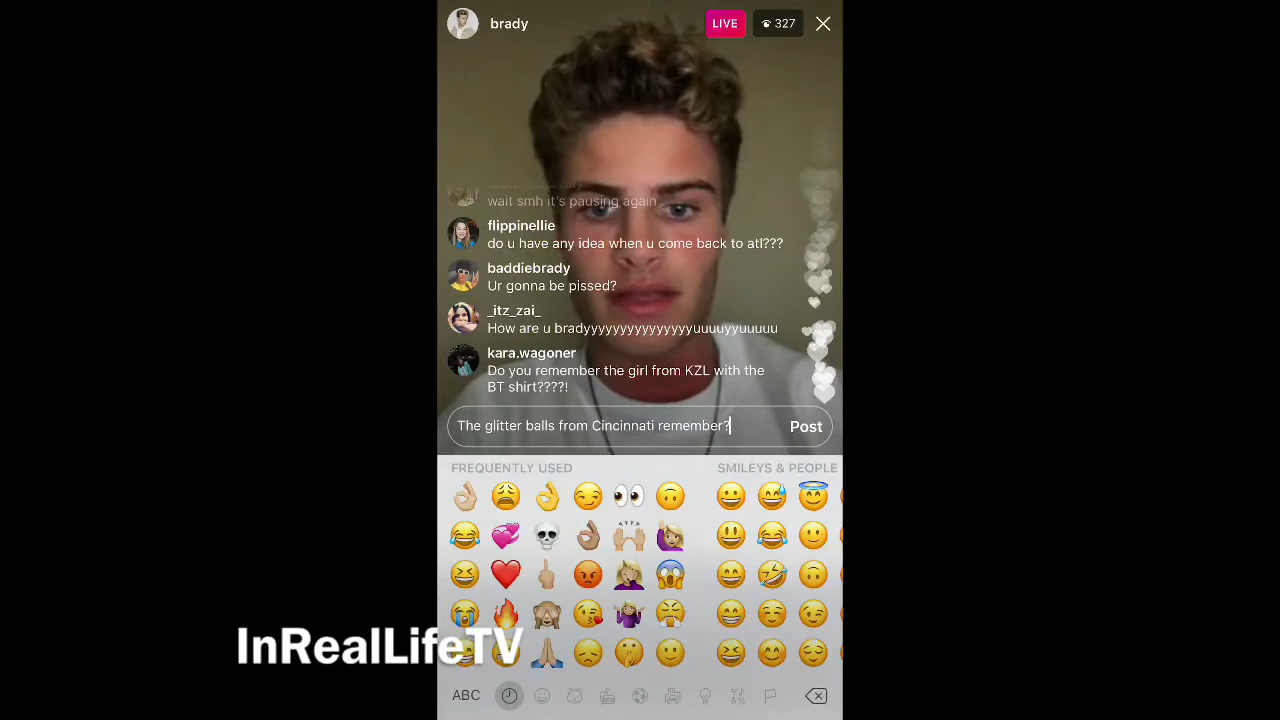 brady
LIVE
327
wait smh it's pausing again
flippinellie
do u have any idea when u come back to atl???
baddiebrady
Ur gonna be pissed?
_itz_zai_
How are u bradyyyyyyyyyyyyyyyuuuuyyuuuuu
kara.wagoner
Do you remember the girl from KZL with the
BT shirt????!
The glitter balls from Cincinnati remember?
Post
FREQUENTLY USED
SMILEYS & PEOPLE
InRealLifeTV
ABC